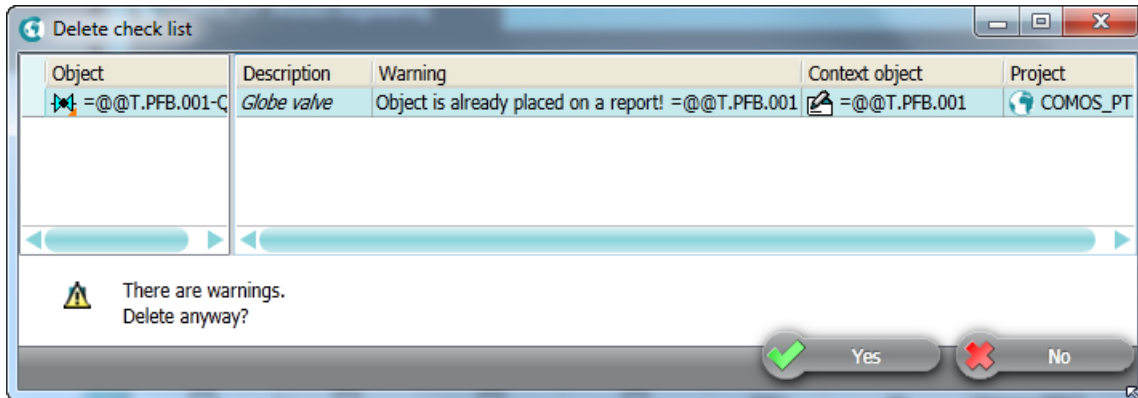 Delete check list
Object Description Warning Context object Project
=@@T.PFB.001-Q Globe valve Object is already placed on a report! =@@T.PFB.001 =@@T.PFB.001 COMOS_PT
There are warnings.
Delete anyway?
Yes No